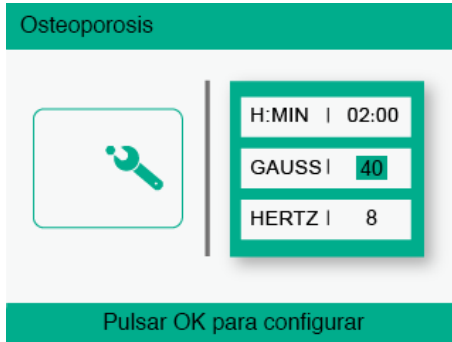 Osteoporosis
H:MIN | 02:00
GAUSS | 40
HERTZ | 8
Pulsar OK para configurar